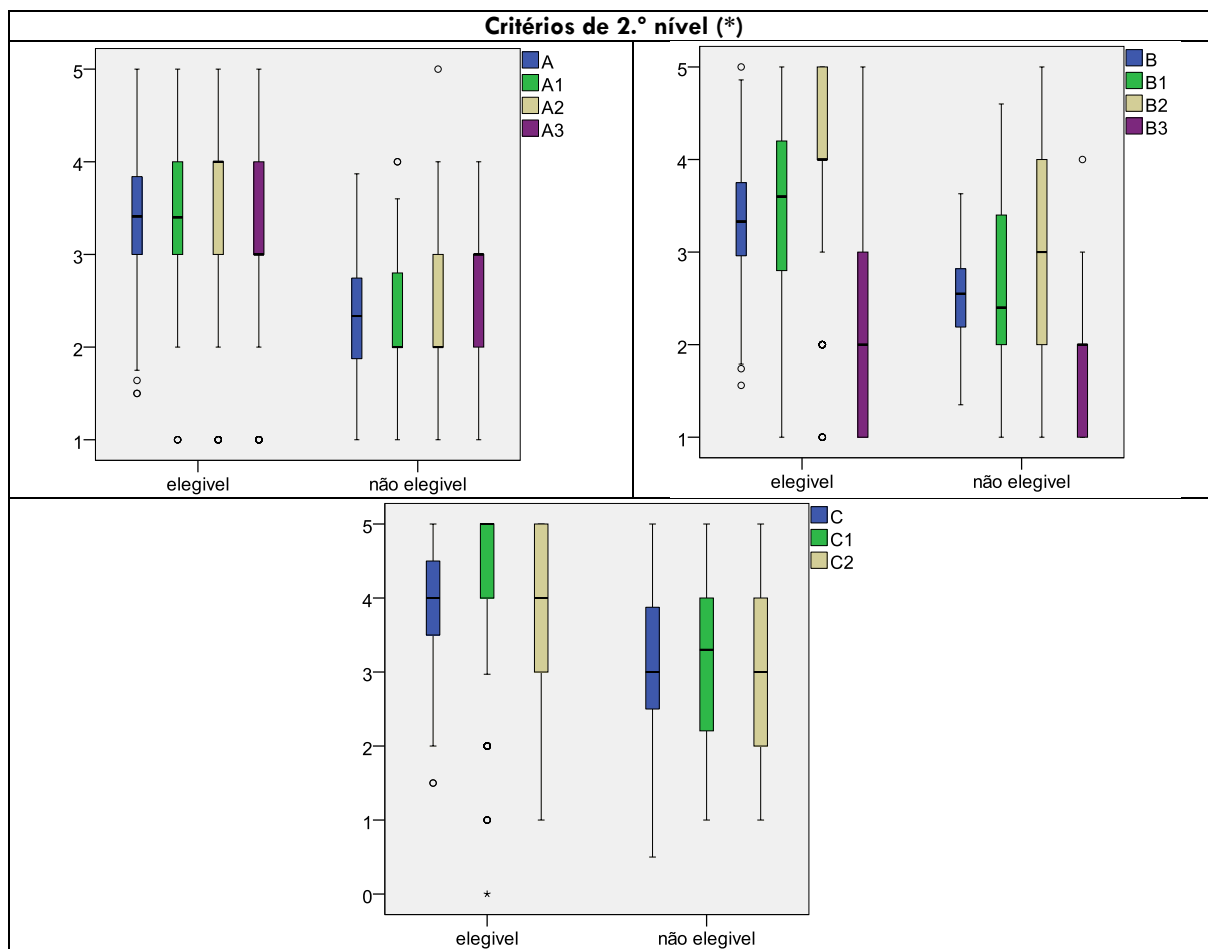 Critérios de 2.º nível (*)
A
A1
A2
A3
5
4
3
2
1
elegivel
não elegivel
B
B1
B2
B3
5
4
3
2
1
elegivel
não elegivel
C
C1
C2
5
4
3
2
1
0
*
elegivel
não elegivel